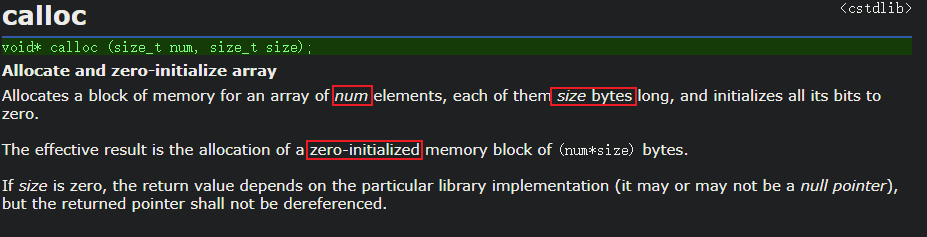 calloc
<cstdlib>
void* calloc (size_t num, size_t size);
Allocate and zero-initialize array
Allocates a block of memory for an array of num elements, each of them size bytes long, and initializes all its bits to
zero.
The effective result is the allocation of a zero-initialized memory block of (num*size) bytes.
If size is zero, the return value depends on the particular library implementation (it may or may not be a null pointer),
but the returned pointer shall not be dereferenced.